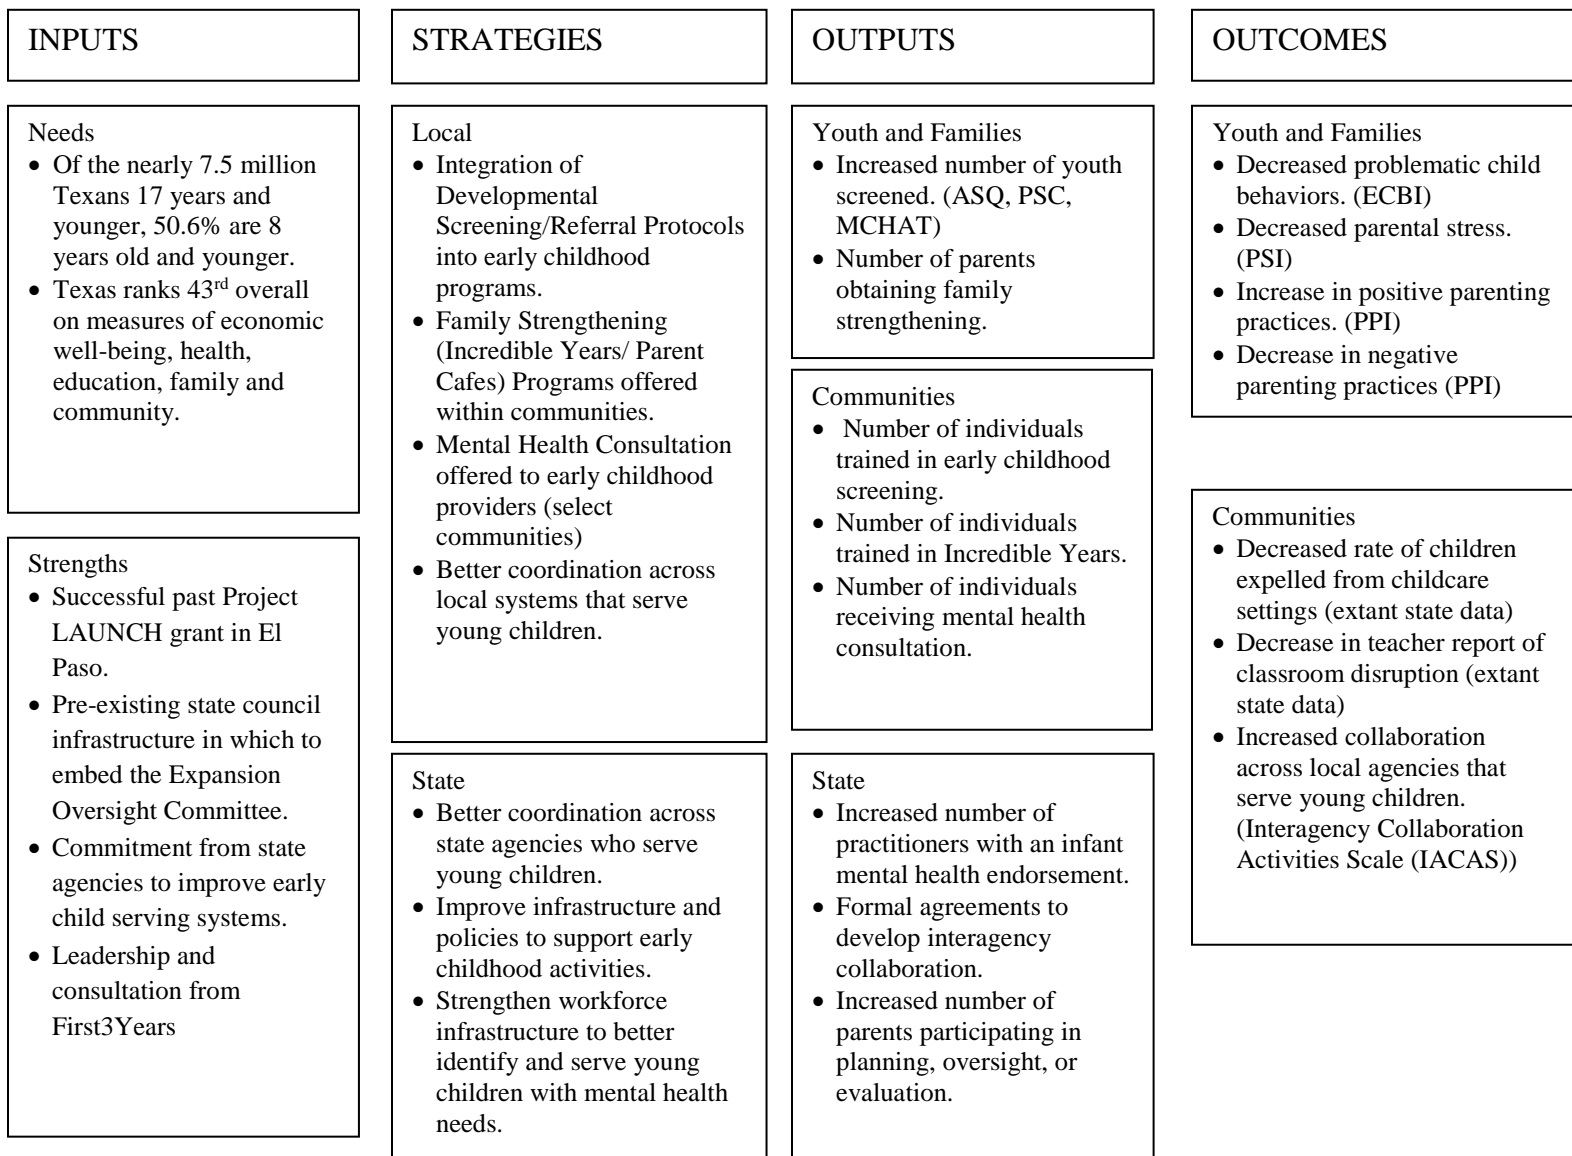 INPUTS
Needs
• Of the nearly 7.5 million
Texans 17 years and
younger, 50.6% are 8
years old and younger.
• Texas ranks 43rd overall
on measures of economic
well-being, health,
education, family and
community.
Strengths
• Successful past Project
LAUNCH grant in El
Paso.
• Pre-existing state council
infrastructure in which to
embed the Expansion
Oversight Committee.
• Commitment from state
agencies to improve early
child serving systems.
• Leadership and
consultation from
First3Years
STRATEGIES
Local
• Integration of
Developmental
Screening/Referral Protocols
into early childhood
programs.
• Family Strengthening
(Incredible Years/ Parent
Cafes) Programs offered
within communities.
• Mental Health Consultation
offered to early childhood
providers (select
communities)
• Better coordination across
local systems that serve
young children.
State
• Better coordination across
state agencies who serve
young children.
• Improve infrastructure and
policies to support early
childhood activities.
• Strengthen workforce
infrastructure to better
identify and serve young
children with mental health
needs.
OUTPUTS
Youth and Families
• Increased number of youth
screened. (ASQ, PSC,
MCHAT)
• Number of parents
obtaining family
strengthening.
Communities
• Number of individuals
trained in early childhood
screening.
• Number of individuals
trained in Incredible Years.
• Number of individuals
receiving mental health
consultation.
State
• Increased number of
practitioners with an infant
mental health endorsement.
• Formal agreements to
develop interagency
collaboration.
• Increased number of
parents participating in
planning, oversight, or
evaluation.
OUTCOMES
Youth and Families
• Decreased problematic child
behaviors. (ECBI)
• Decreased parental stress.
(PSI)
• Increase in positive parenting
practices. (PPI)
• Decrease in negative
parenting practices (PPI)
Communities
• Decreased rate of children
expelled from childcare
settings (extant state data)
• Decrease in teacher report of
classroom disruption (extant
state data)
• Increased collaboration
across local agencies that
serve young children.
(Interagency Collaboration
Activities Scale (IACAS))